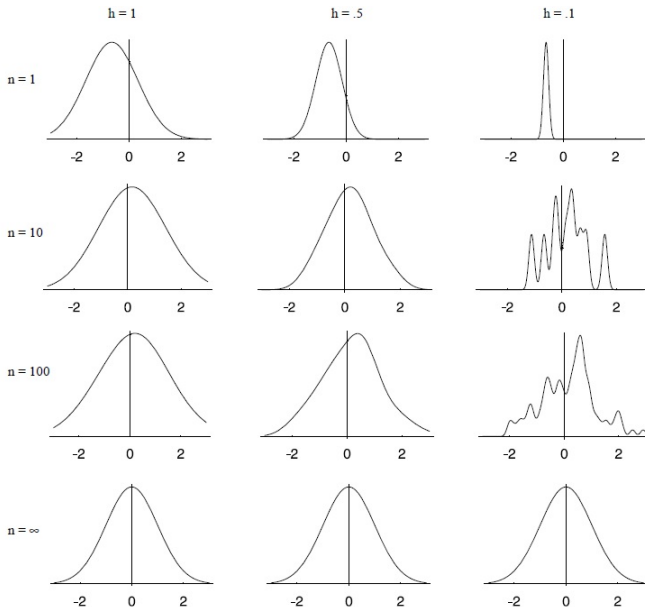 h = 1 h = .5 h = .1
n = 1
-2 0 2 -2 0 2 -2 0
n = 10
-2 0 2 -2 0 2 -2 0 2
n = 100
-2 0 2 -2 0 2 -2 0 2
n = ∞
-2 0 2 -2 0 2 -2 0 2